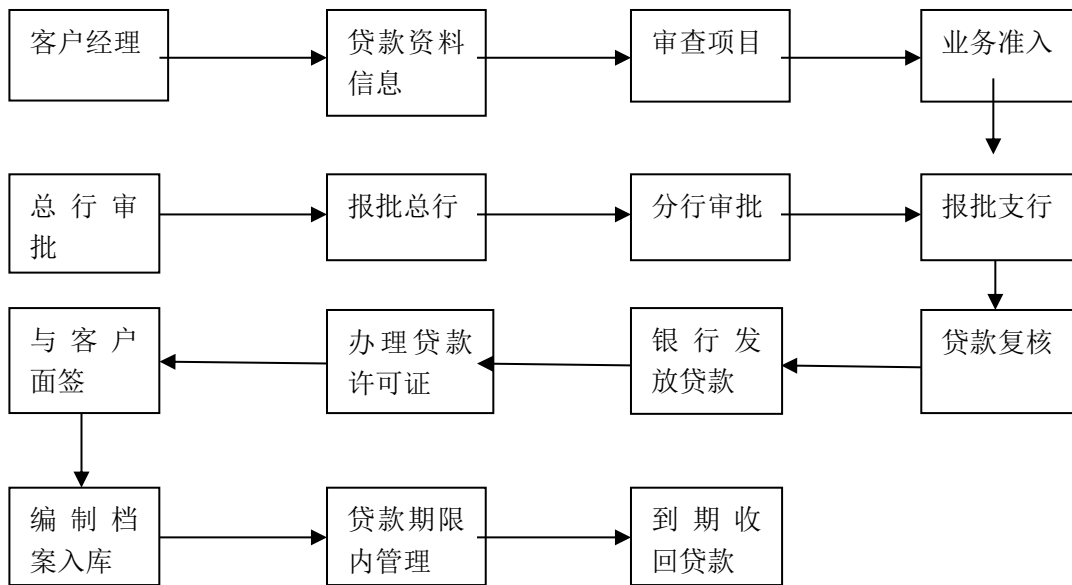 客户经理
贷款资料
信息
审查项目
业务准入
总行审
批
报批总行
分行审批
报批支行
与客户
面签
办理贷款
许可证
银行发
放贷款
贷款复核
编制档
案入库
贷款期限
内管理
到期收
回贷款